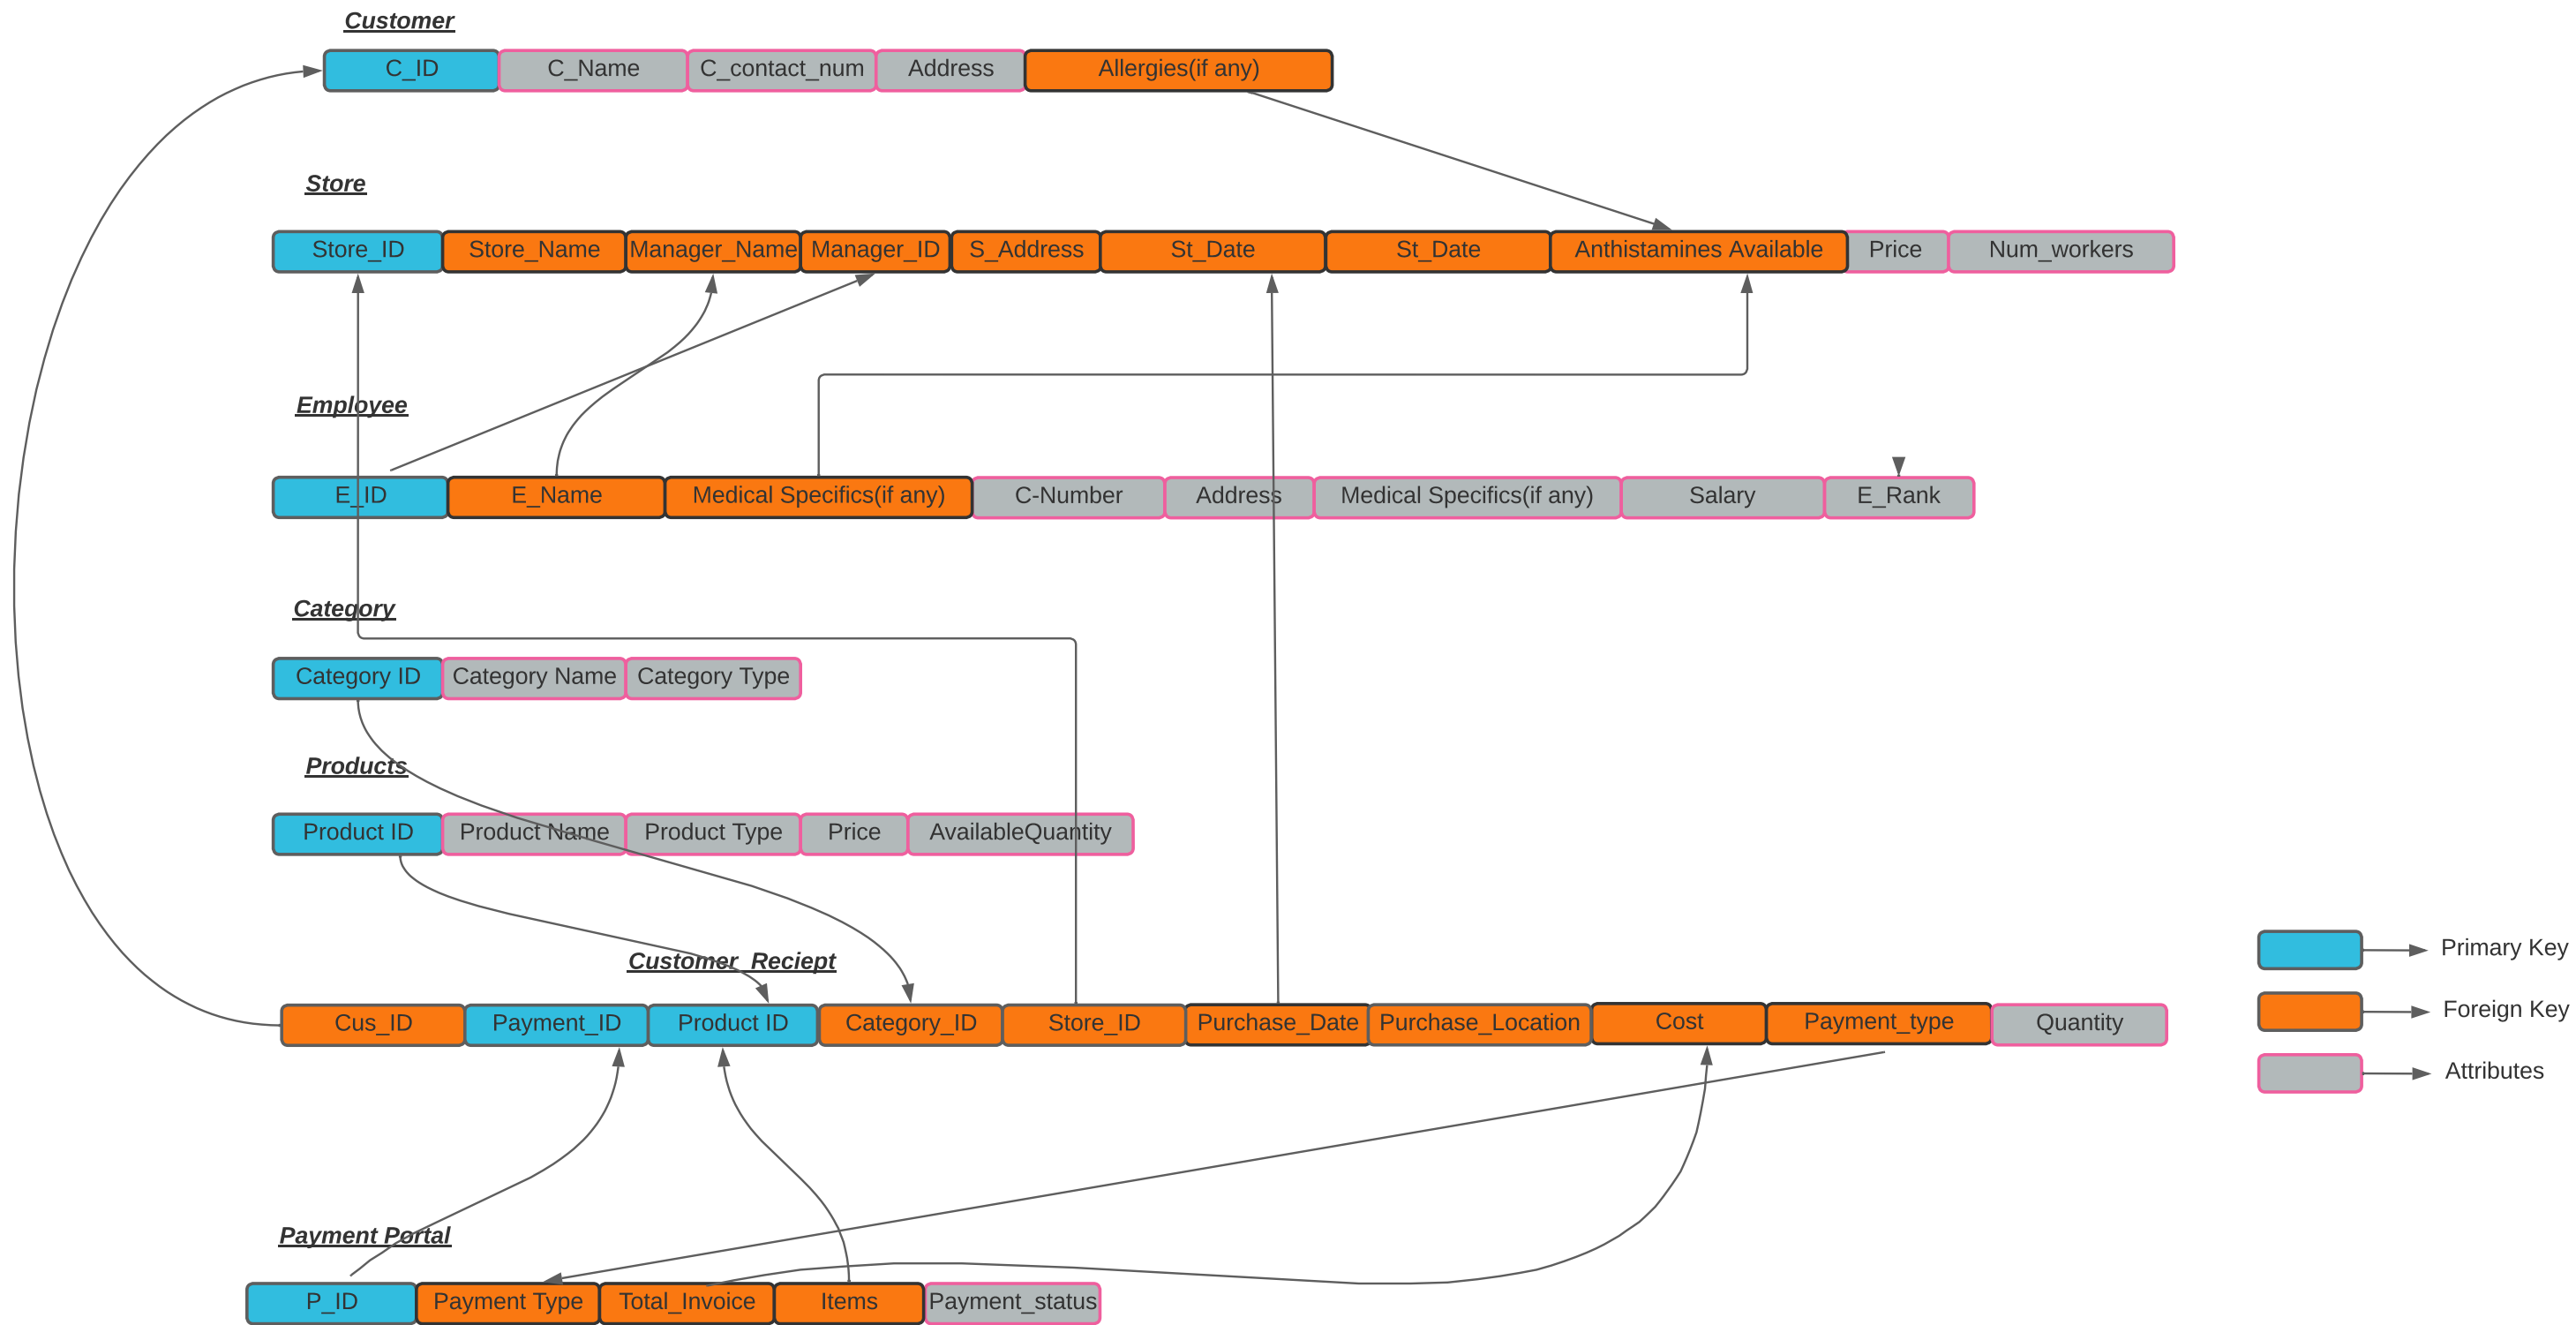 Customer
C_ID C_Name C_contact_num Address Allergies(if any)
Store
Store_ID Store_Name Manager_Name Manager_ID S_Address St_Date St_Date Anthistamines Available Price Num_workers
Employee
E_ID E_Name Medical Specifics(if any) C-Number Address Medical Specifics(if any) Salary E_Rank
Category
Category ID Category Name Category Type
Products
Product ID Product Name Product Type Price AvailableQuantity
Customer_Reciept
Cus_ID Payment_ID Product ID Category_ID Store_ID Purchase_Date Purchase_Location Cost Payment_type Quantity
Payment Portal
P_ID Payment Type Total_Invoice Items Payment_status
Primary Key
Foreign Key
Attributes